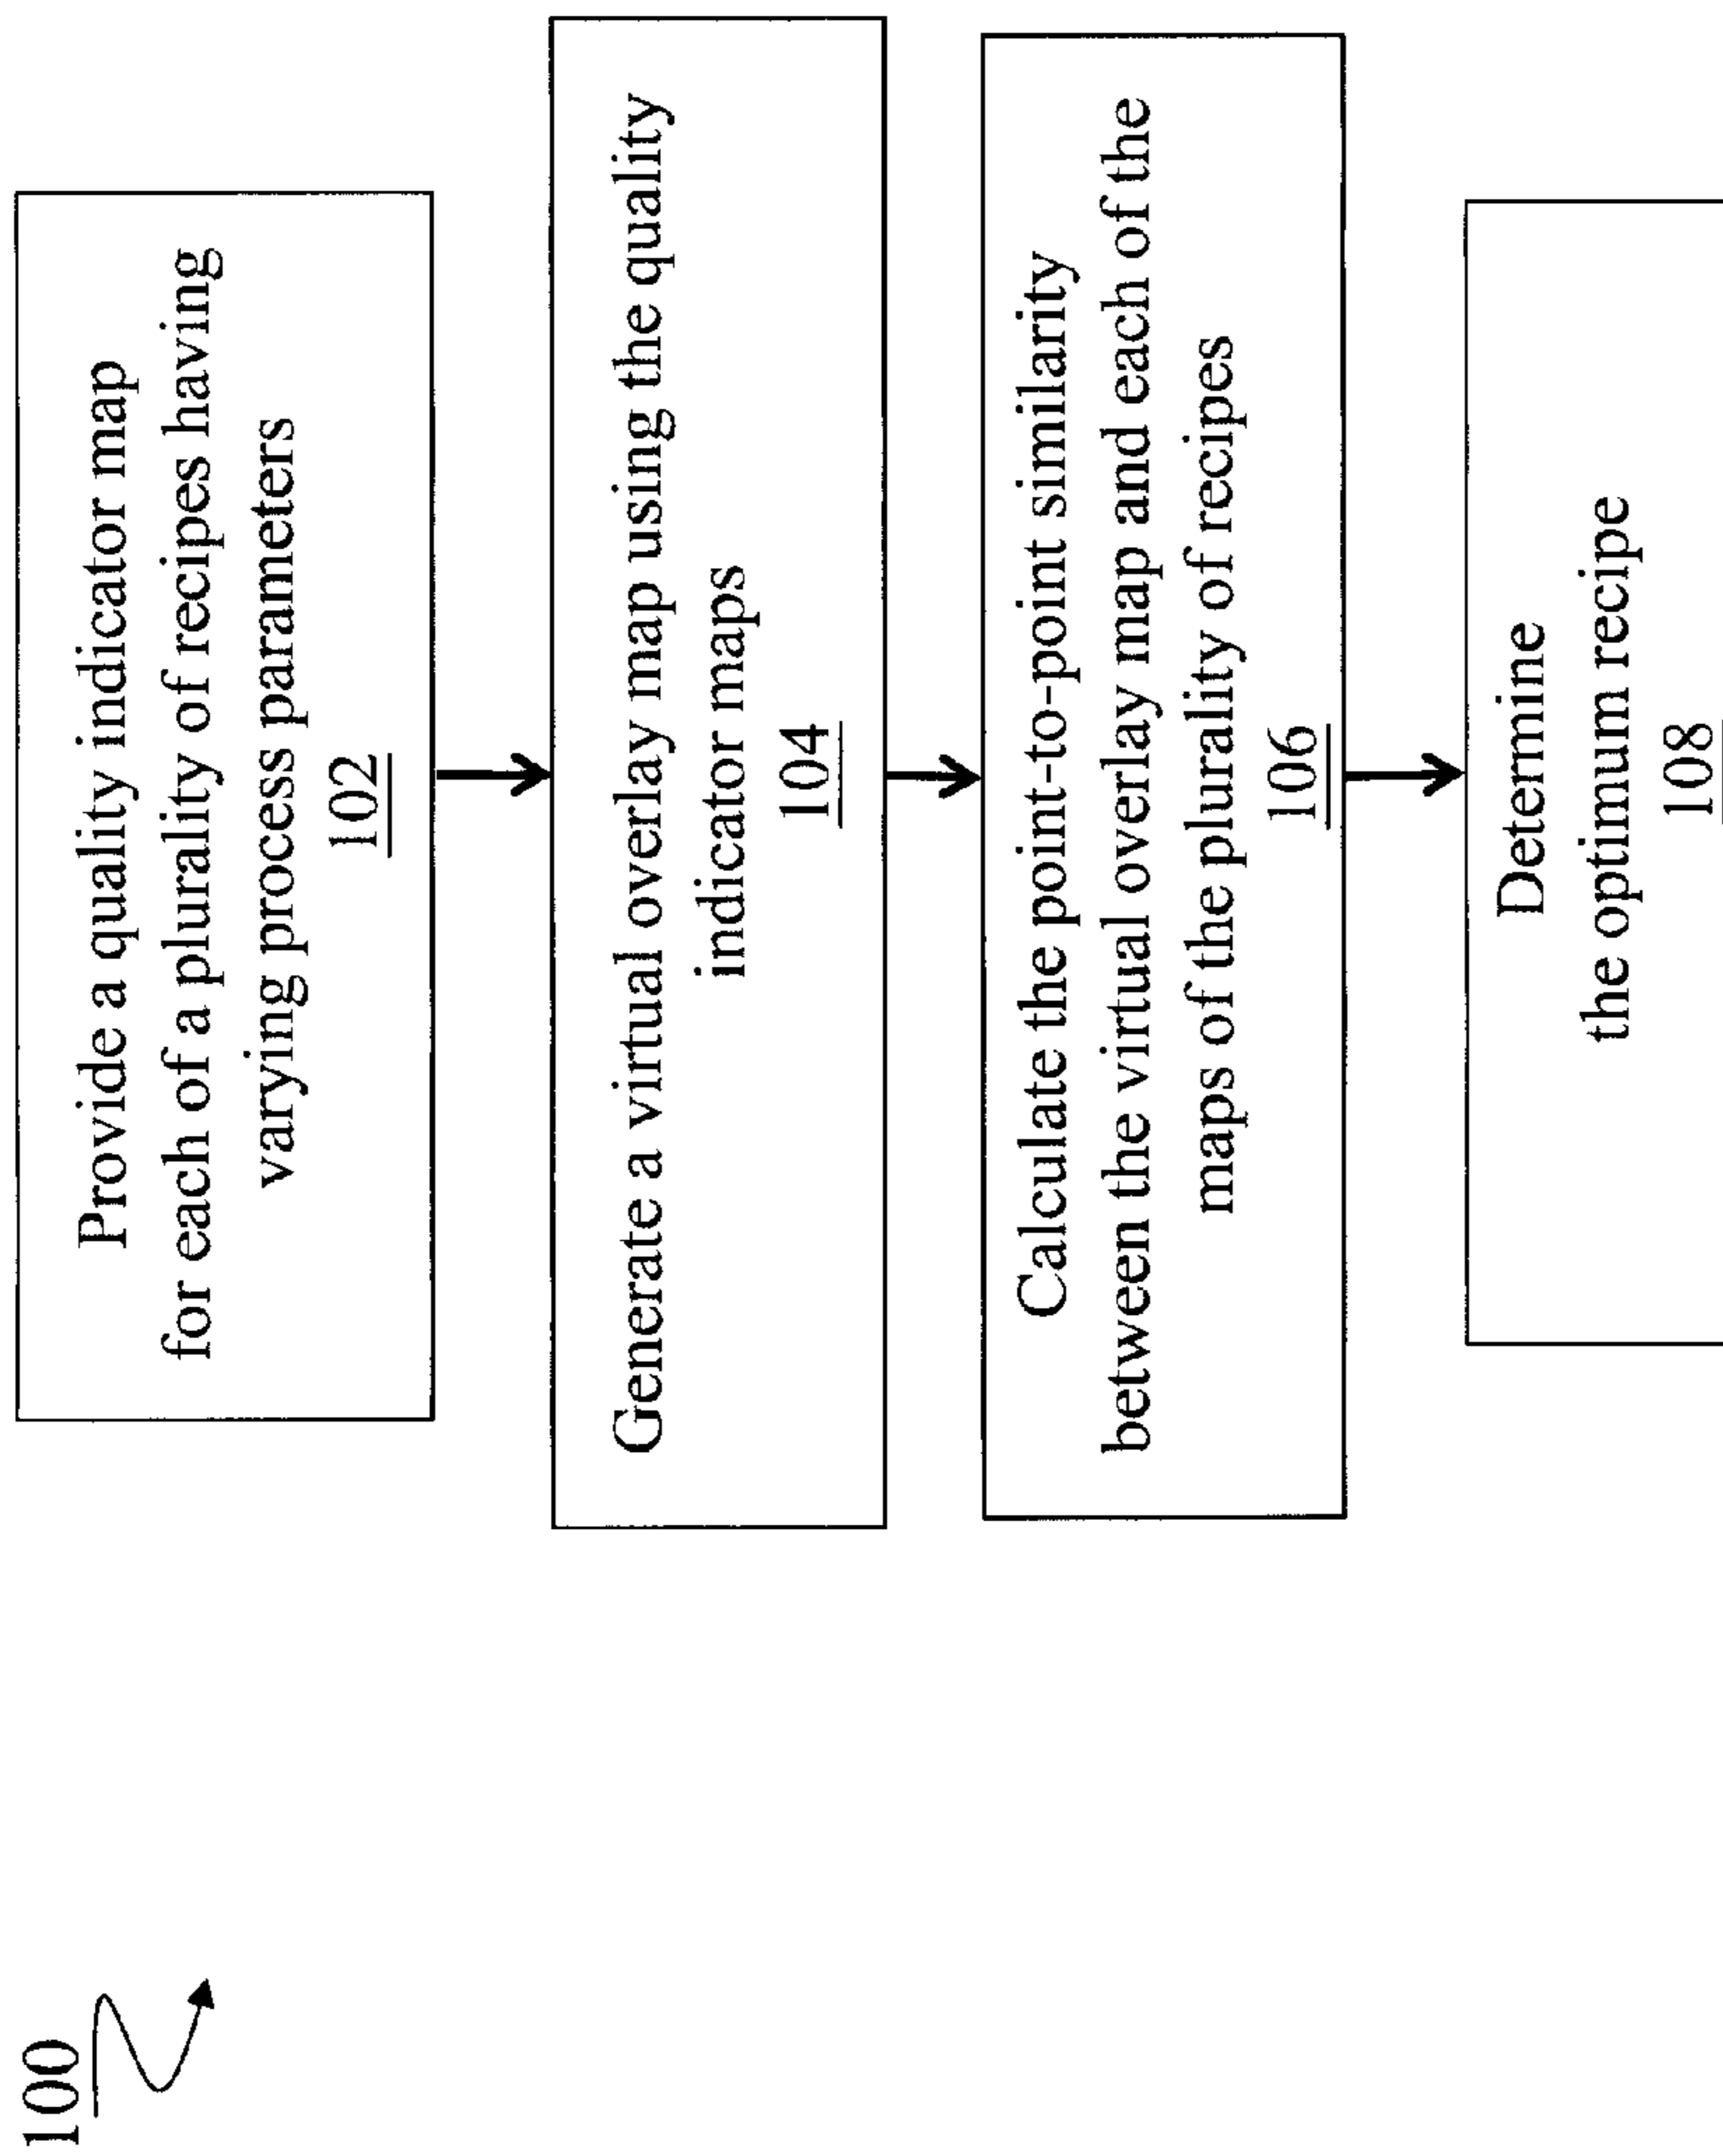 100
Provide a quality indicator map
for each of a plurality of recipes having
varying process parameters
102
Generate a virtual overlay map using the quality
indicator maps
104
Calculate the point-to-point similarity
between the virtual overlay map and each of the
maps of the plurality of recipes
106
Determine
the optimum recipe
108